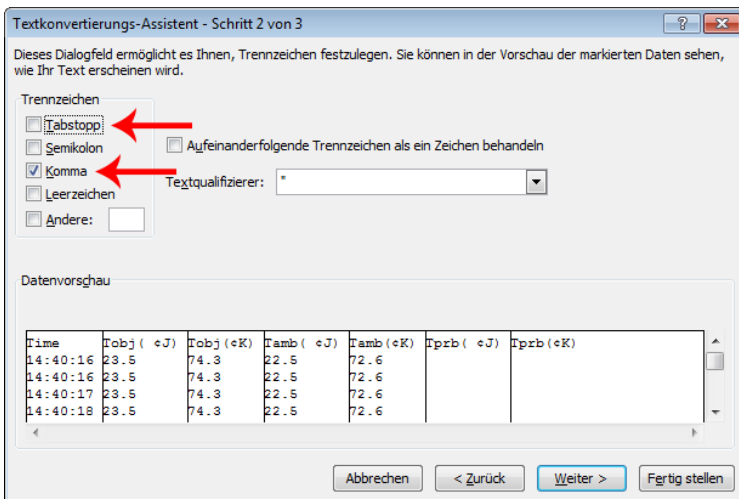 Textkonvertierungs-Assistent - Schritt 2 von 3
Dieses Dialogfeld ermöglicht es Ihnen, Trennzeichen festzulegen. Sie können in der Vorschau der markierten Daten sehen,
wie Ihr Text erscheinen wird.
Trennzeichen
Tabstopp
Semikolon
Komma
Leerzeichen
Andere:
Aufeinanderfolgende Trennzeichen als ein Zeichen behandeln
Textqualifizierer: "
Datenvorschau
Time Tobj( ¢J) Tobj(¢K) Tamb( ¢J) Tamb(¢K) Tprb( ¢J) Tprb(¢K)
14:40:16 23.5 74.3 22.5 72.6
14:40:16 23.5 74.3 22.5 72.6
14:40:17 23.5 74.3 22.5 72.6
14:40:18 23.5 74.3 22.5 72.6
Abbrechen < Zurück Weiter > Fertig stellen